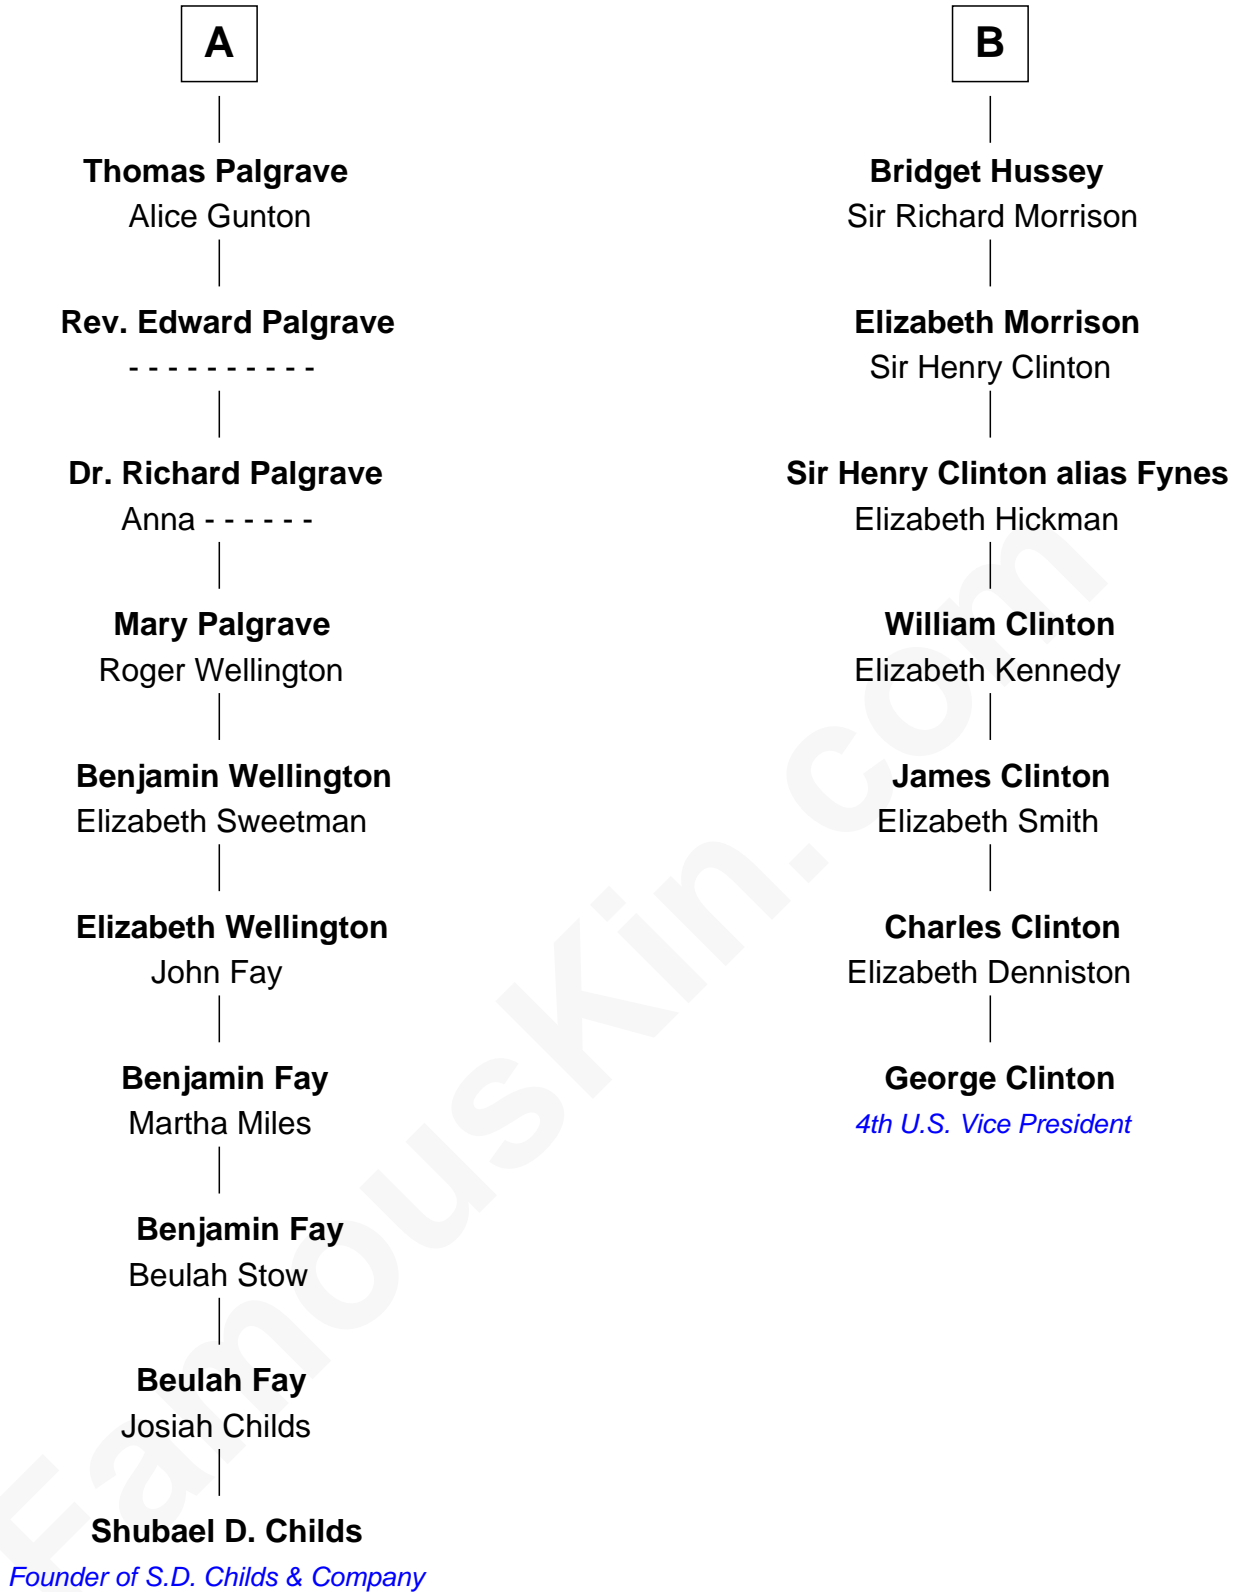 A
Thomas Palgrave
Alice Gunton
Rev. Edward Palgrave
- - - - - - - - - -
Dr. Richard Palgrave
Anna - - - - - -
Mary Palgrave
Roger Wellington
Benjamin Wellington
Elizabeth Sweetman
Elizabeth Wellington
John Fay
Benjamin Fay
Martha Miles
Benjamin Fay
Beulah Stow
Beulah Fay
Josiah Childs
Shubael D. Childs
Founder of S.D. Childs & Company
B
Bridget Hussey
Sir Richard Morrison
Elizabeth Morrison
Sir Henry Clinton
Sir Henry Clinton alias Fynes
Elizabeth Hickman
William Clinton
Elizabeth Kennedy
James Clinton
Elizabeth Smith
Charles Clinton
Elizabeth Denniston
George Clinton
4th U.S. Vice President
FamousKin.com